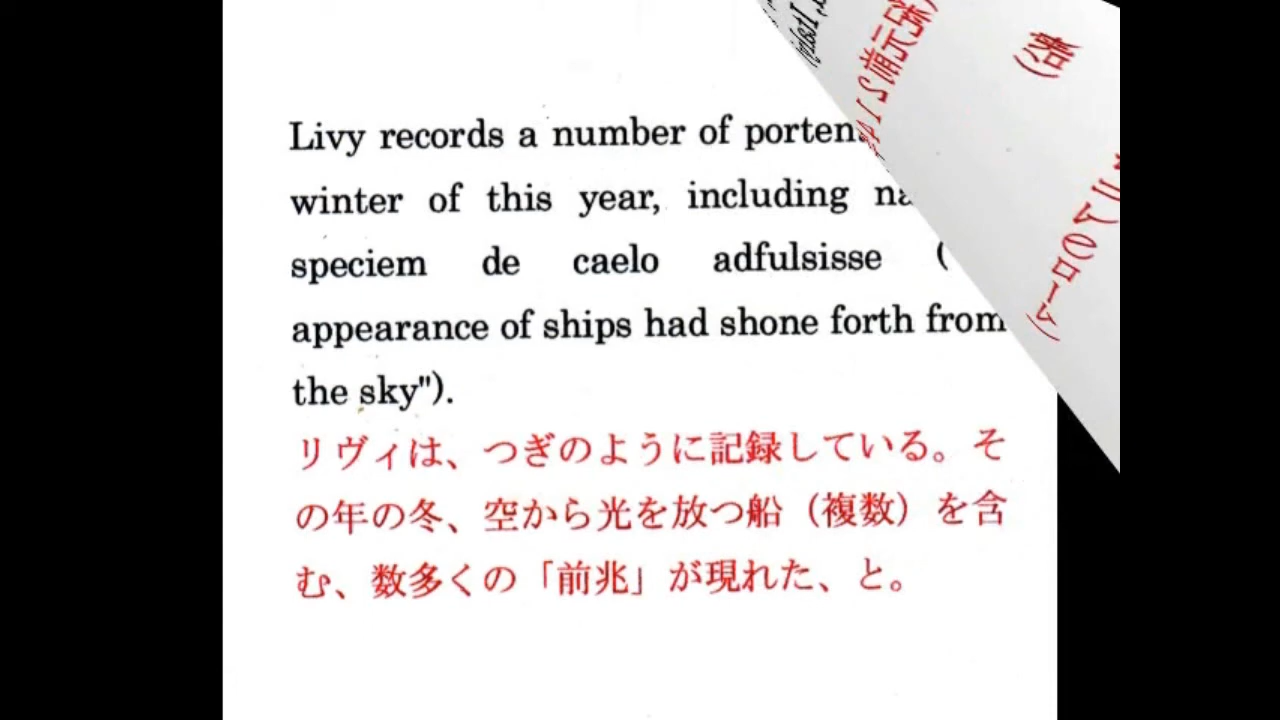 Livy records a number of
winter of this year, including
speciem de caelo adfulsisse (
appearance of ships had shone forth from
the sky").
リヴィは、つぎのように記録している。そ
の年の冬、空から光を放つ船（複数）を含
む、数多くの「前兆」が現れた、と。